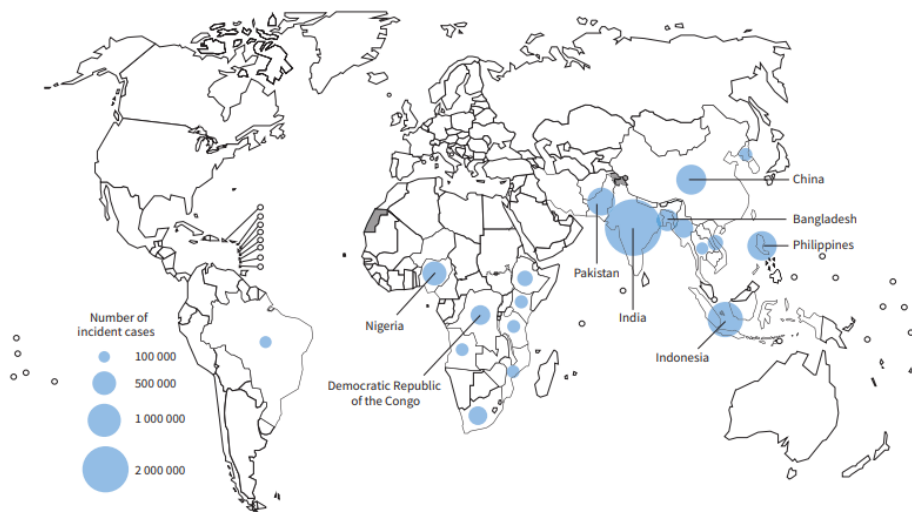 China
Bangladesh
Philippines
Pakistan
India
Nigeria
Indonesia
Democratic Republic
of the Congo
Number of
incident cases
100 000
500 000
1 000 000
2 000 000